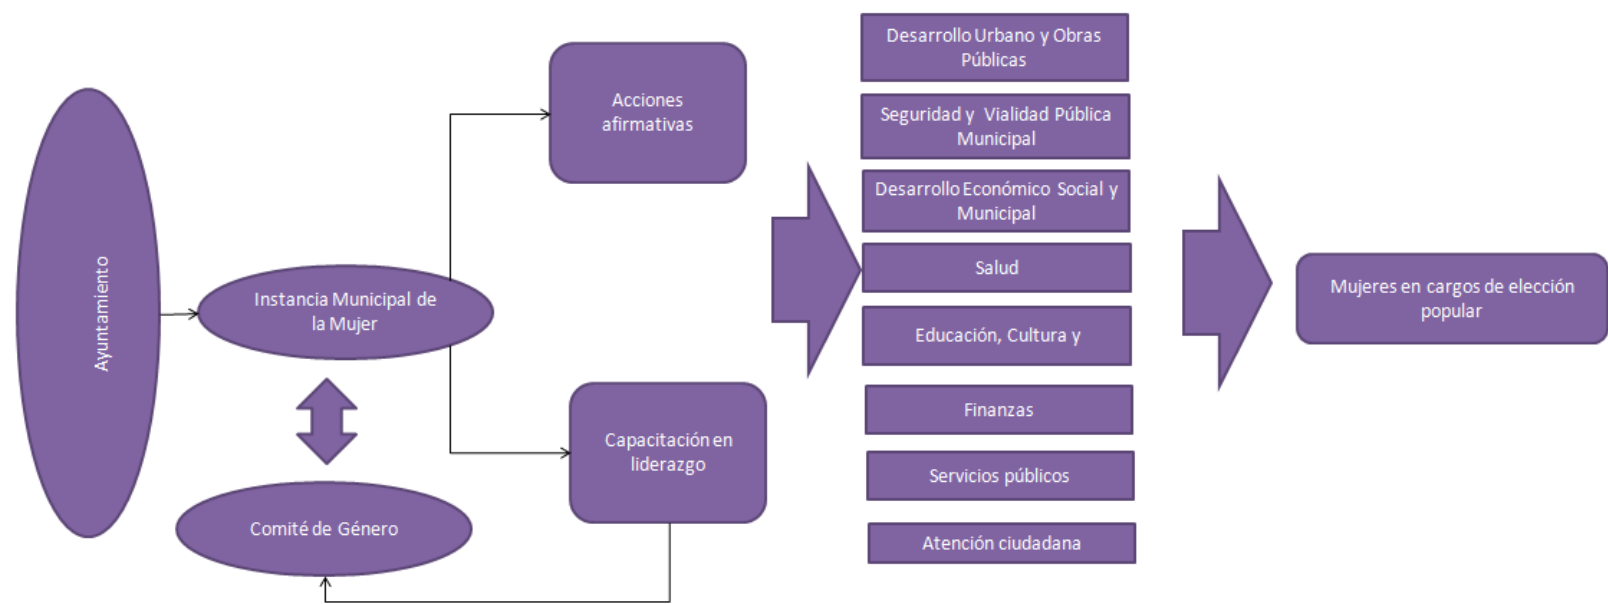 Ayuntamiento
Instancia Municipal de
la Mujer
Comité de Género
Acciones
afirmativas
Capacitación en
liderazgo
Desarrollo Urbano y Obras
Públicas
Seguridad y Vialidad Pública
Municipal
Desarrollo Económico Social y
Municipal
Salud
Educación, Cultura y
Finanzas
Servicios públicos
Atención ciudadana
Mujeres en cargos de elección
popular